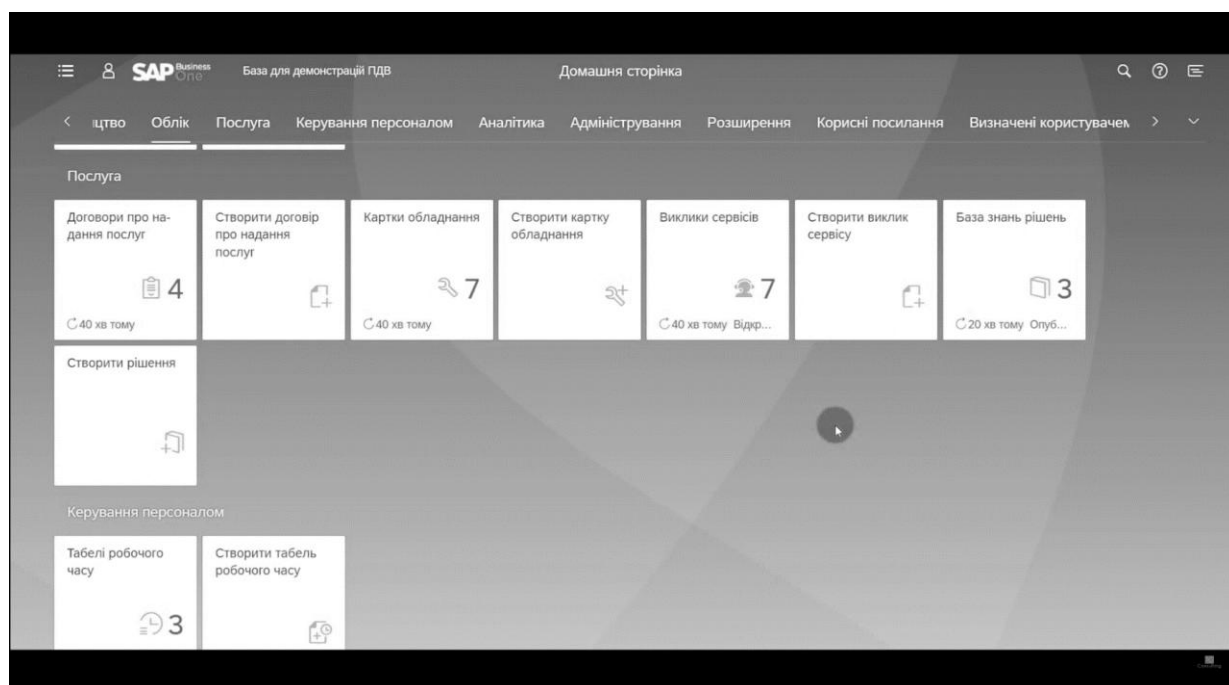 SAP Business One
База для демонстрацій ПДВ
Домашня сторінка
цтво Облік Послуга Керування персоналом Аналітика Адміністрування Розширення Корисні посилання Визначені користувачем
Послуга
Договори про на-
дання послуг
4
40 хв тому
Створити договір
про надання
послуг
Картки обладнання
7
40 хв тому
Створити картку
обладнання
Виклики сервісів
7
40 хв тому Відкр...
Створити виклик
сервісу
База знань рішень
3
20 хв тому Опуб...
Створити рішення
Керування персоналом
Табелі робочого
часу
3
Створити табель
робочого часу